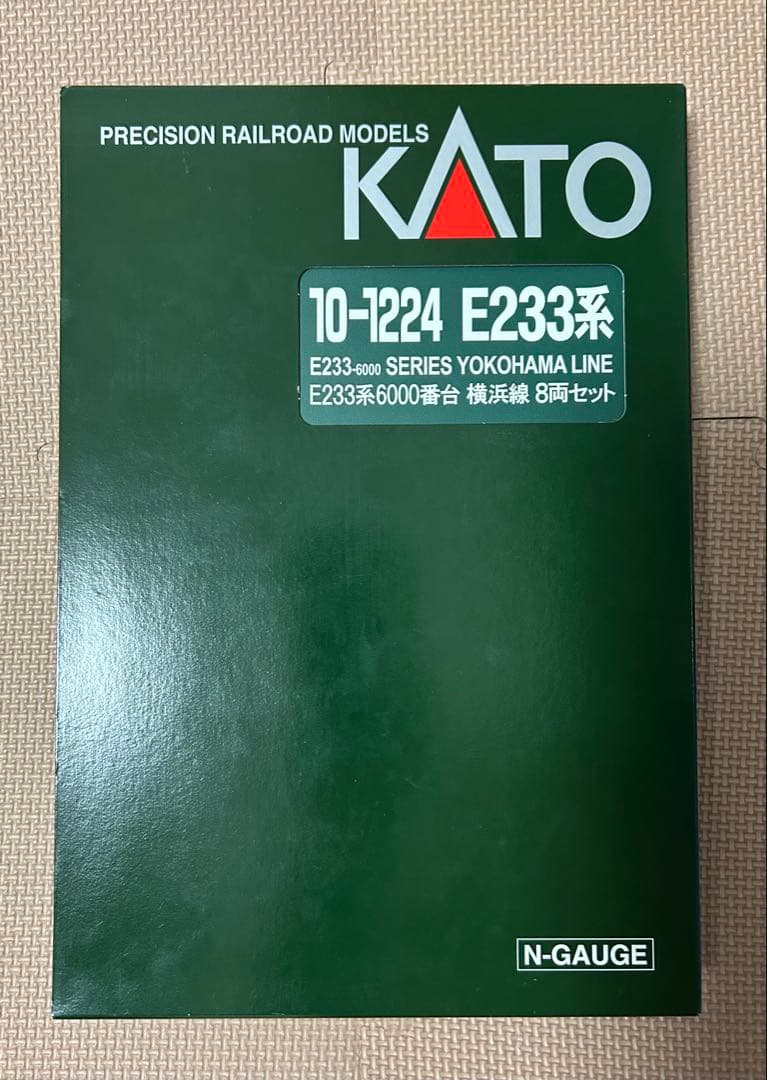 PRECISION RAILROAD MODELS
KATO
10-1224 E233系
E233-6000 SERIES YOKOHAMA LINE
E233系6000番台 横浜線 8両セット
N-GAUGE